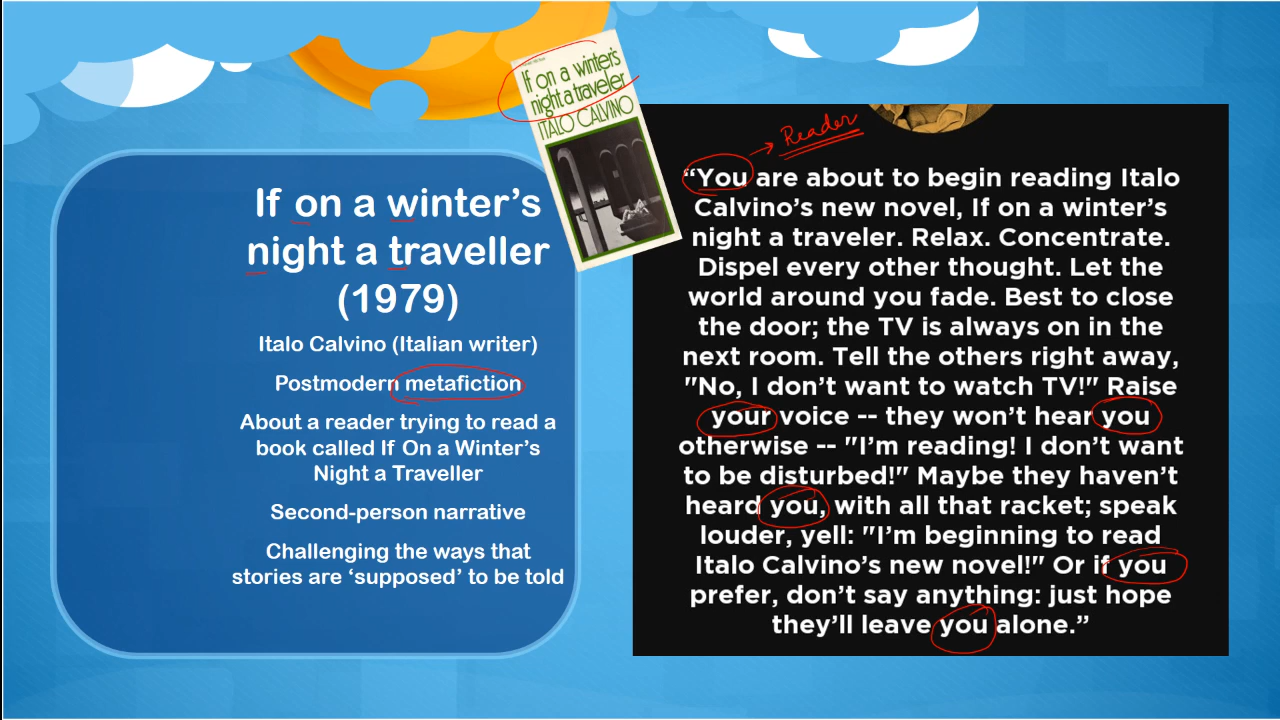 If on a winter's
night a traveler
ITALO CALVINO
If on a winter’s
night a traveller
(1979)
Italo Calvino (Italian writer)
Postmodern metafiction
About a reader trying to read a
book called If On a Winter’s
Night a Traveller
Second-person narrative
Challenging the ways that
stories are ‘supposed’ to be told
→ Reader
“You are about to begin reading Italo
Calvino’s new novel, If on a winter’s
night a traveler. Relax. Concentrate.
Dispel every other thought. Let the
world around you fade. Best to close
the door; the TV is always on in the
next room. Tell the others right away,
"No, I don’t want to watch TV!" Raise
your voice -- they won’t hear you
otherwise -- "I’m reading! I don’t want
to be disturbed!" Maybe they haven’t
heard you, with all that racket; speak
louder, yell: "I’m beginning to read
Italo Calvino’s new novel!" Or if you
prefer, don’t say anything: just hope
they’ll leave you alone.”